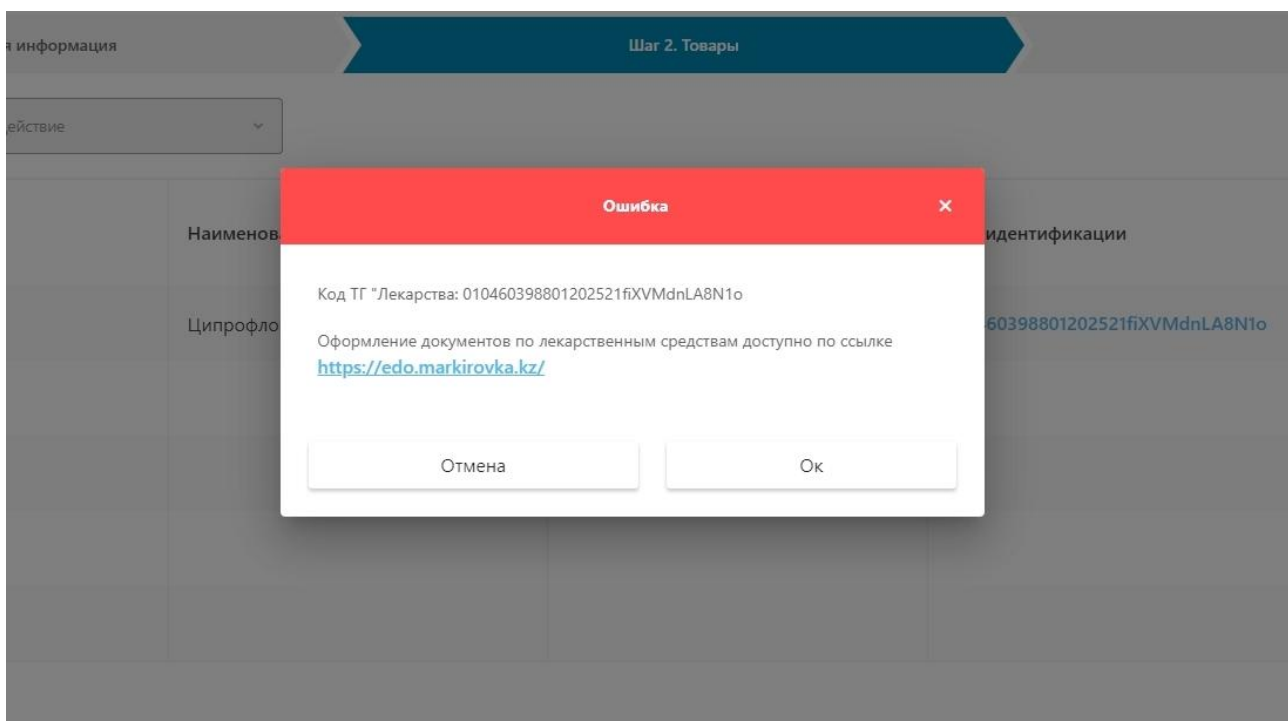 я информация
Шаг 2. Товары
ействие
Ошибка
Наименов
идентификации
Код ТГ "Лекарства: 010460398801202521fiXVMdnLA8N1o
Ципрофло
60398801202521fiXVMdnLA8N1o
Оформление документов по лекарственным средствам доступно по ссылке
https://edo.markirovka.kz/
Отмена
Ок